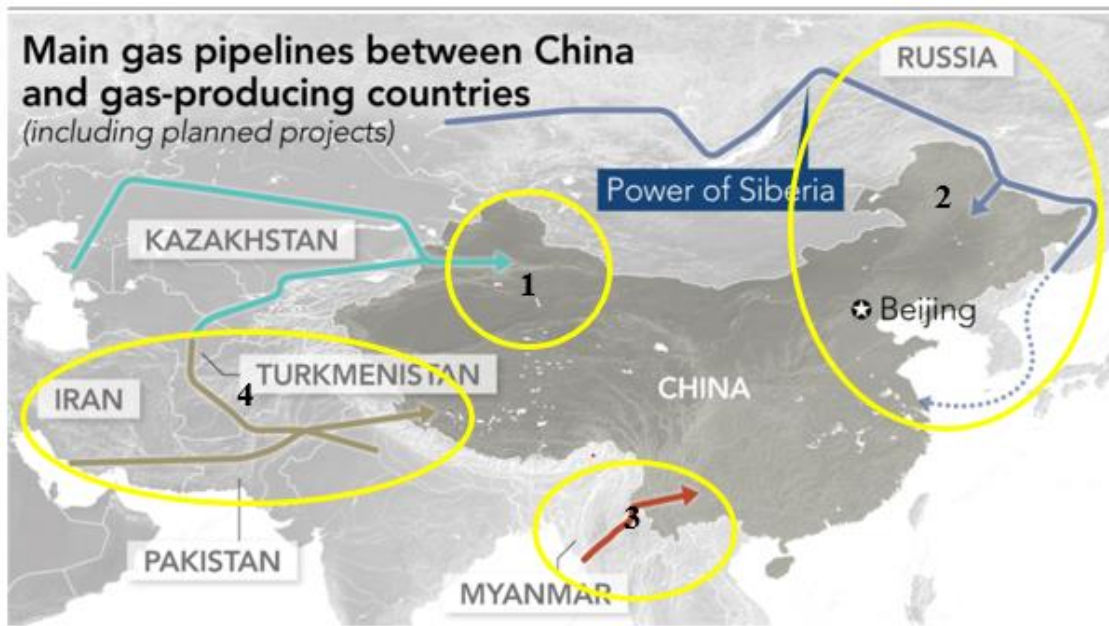 Main gas pipelines between China
and gas-producing countries
(including planned projects)
RUSSIA
Power of Siberia
2
KAZAKHSTAN
1
Beijing
TURKMENISTAN
4
IRAN
CHINA
3
PAKISTAN
MYANMAR